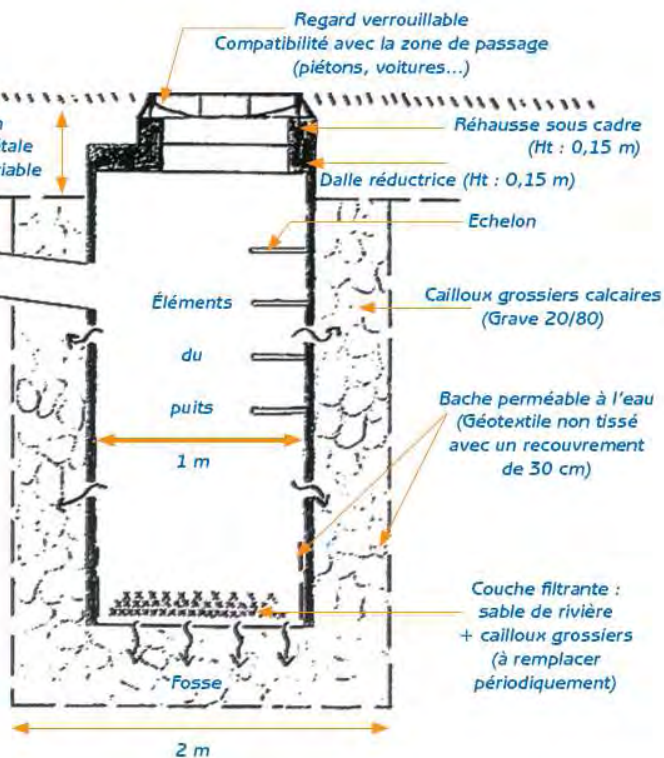 Regard verrouillable
Compatibilité avec la zone de passage
(piétons, voitures...)
Réhausse sous cadre
(Ht : 0,15 m)
Dalle réductrice (Ht : 0,15 m)
Echelon
Éléments
du
puits
1 m
Cailloux grossiers calcaires
(Grave 20/80)
Bache perméable à l'eau
(Géotextile non tissé
avec un recouvrement
de 30 cm)
Couche filtrante :
sable de rivière
+ cailloux grossiers
(à remplacer
périodiquement)
Fosse
2 m